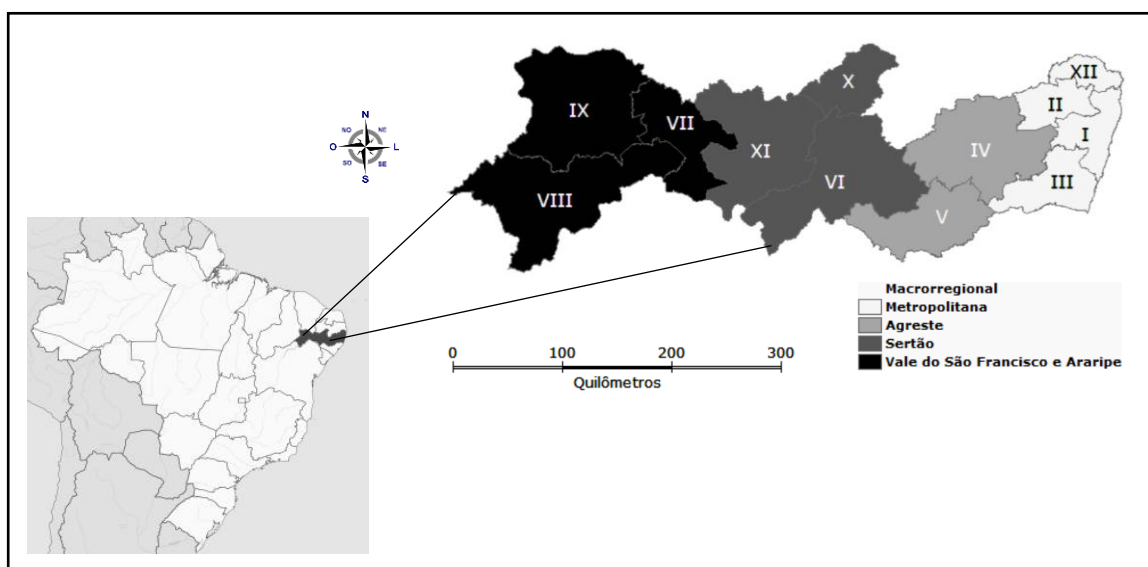 XII
II
I
III
IV
V
X
XI
VI
VII
IX
VIII
N
NO NE
O L
SO SE
S
Macrorregional
Metropolitana
Agreste
Sertão
Vale do São Francisco e Araripe
0 100 200 300
Quilômetros